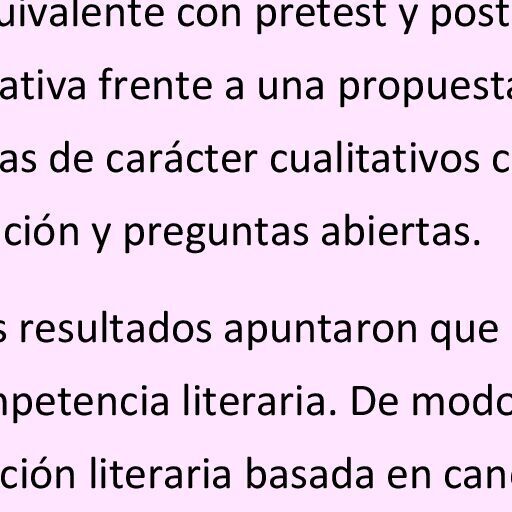 uivalente con pretest y post
ativa frente a una propuesta
as de carácter cualitativos c
ción y preguntas abiertas.
s resultados apuntaron que
mpetencia literaria. De modo
ción literaria basada en can